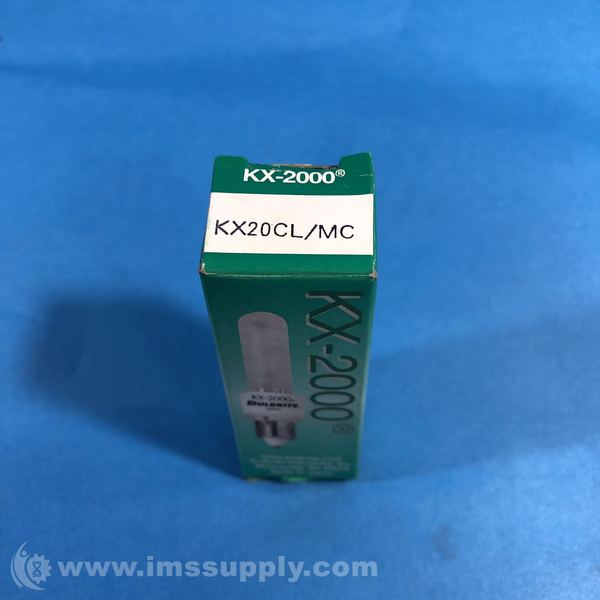 KX-2000®
KX20CL/MC
KX-2000
KX-2000
BULBRITE
www.imssupply.com